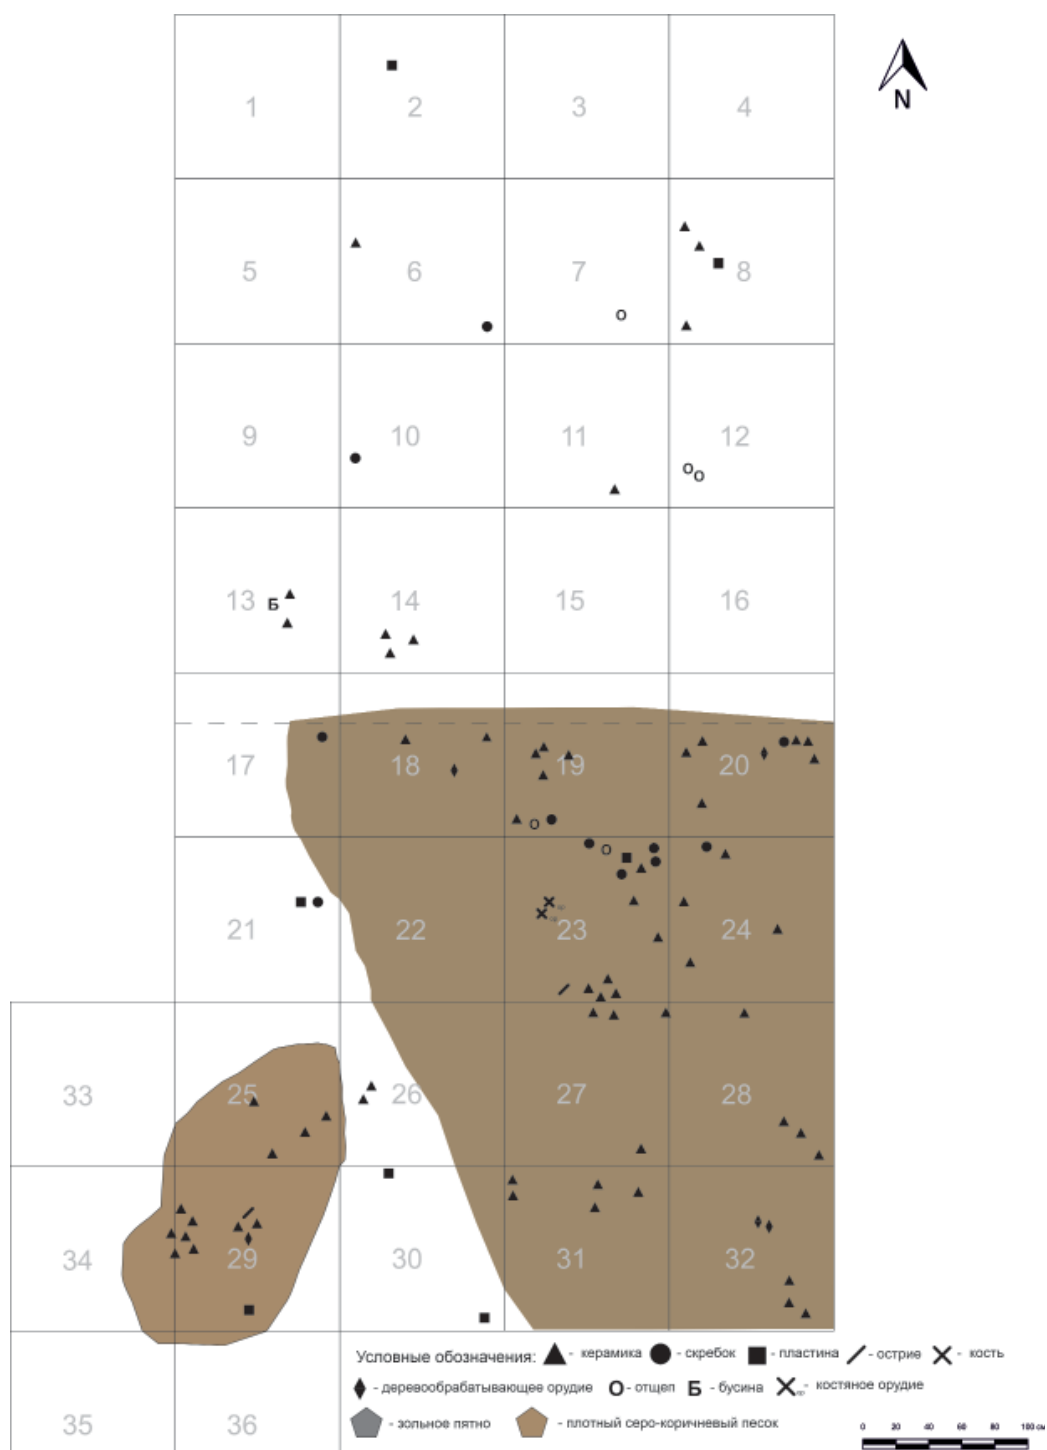 N
1 2 3 4
5 6 7 8
О
9 10 11 12
О О
13 Б 14 15 16
17 18 19 20
О
О
21 22 23 24
33 25 26 27 28
34 29 30 31 32
Условные обозначения: - керамика - скребок - пластина - острие - кость
- деревообрабатывающее орудие О - отщеп Б - бусина ор - костяное орудие
- зольное пятно - плотный серо-коричневый песок
35 36
0 20 40 60 80 100 см